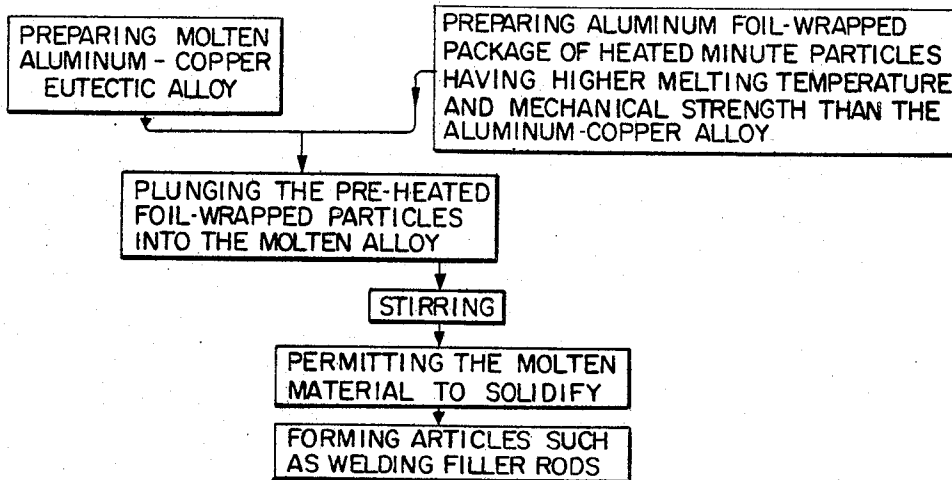 PREPARING MOLTEN
ALUMINUM - COPPER
EUTECTIC ALLOY
PREPARING ALUMINUM FOIL-WRAPPED
PACKAGE OF HEATED MINUTE PARTICLES
HAVING HIGHER MELTING TEMPERATURE
AND MECHANICAL STRENGTH THAN THE
ALUMINUM-COPPER ALLOY
PLUNGING THE PRE-HEATED
FOIL-WRAPPED PARTICLES
INTO THE MOLTEN ALLOY
STIRRING
PERMITTING THE MOLTEN
MATERIAL TO SOLIDIFY
FORMING ARTICLES SUCH
AS WELDING FILLER RODS